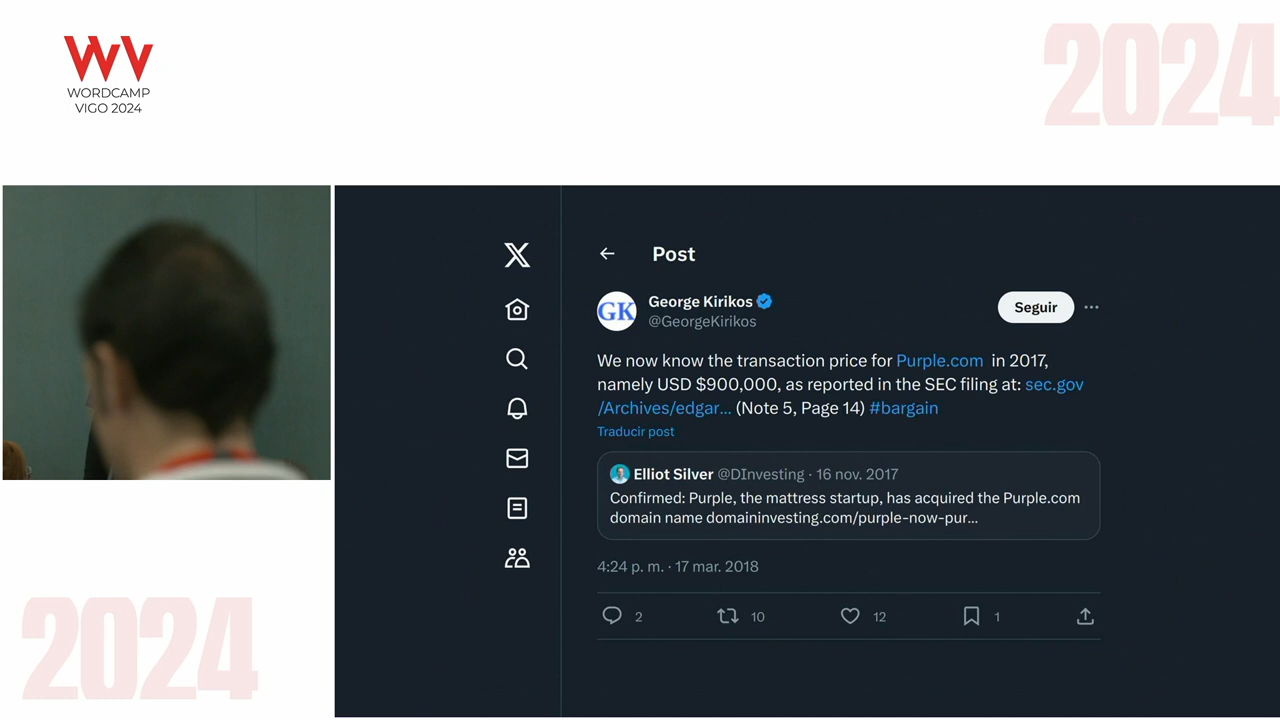 WORDCAMP
VIGO 2024
2024
Post
GK
George Kirikos
@GeorgeKirikos
Seguir
We now know the transaction price for Purple.com in 2017,
namely USD $900,000, as reported in the SEC filing at: sec.gov
/Archives/edgar... (Note 5, Page 14) #bargain
Traducir post
Elliot Silver @DInvesting · 16 nov. 2017
Confirmed: Purple, the mattress startup, has acquired the Purple.com
domain name domaininvesting.com/purple-now-pur...
4:24 p. m. · 17 mar. 2018
2 10 12 1
2024